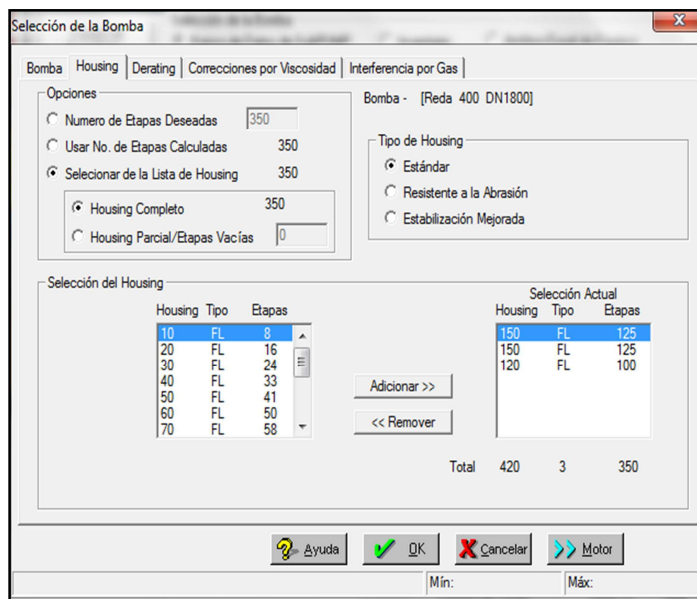 Selección de la Bomba
Bomba Housing Derating Correcciones por Viscosidad Interferencia por Gas
Opciones
Numero de Etapas Deseadas 350
Usar No. de Etapas Calculadas 350
Selecionar de la Lista de Housing 350
Housing Completo 350
Housing Parcial/Etapas Vacías 0
Bomba - [Reda 400 DN1800]
Tipo de Housing
Estándar
Resistente a la Abrasión
Estabilización Mejorada
Selección del Housing
Housing Tipo Etapas
10 FL 8
20 FL 16
30 FL 24
40 FL 33
50 FL 41
60 FL 50
70 FL 58
Adicionar >>
<< Remover
Selección Actual
Housing Tipo Etapas
150 FL 125
150 FL 125
120 FL 100
Total 420 3 350
Ayuda OK Cancelar Motor
Mín: Máx: